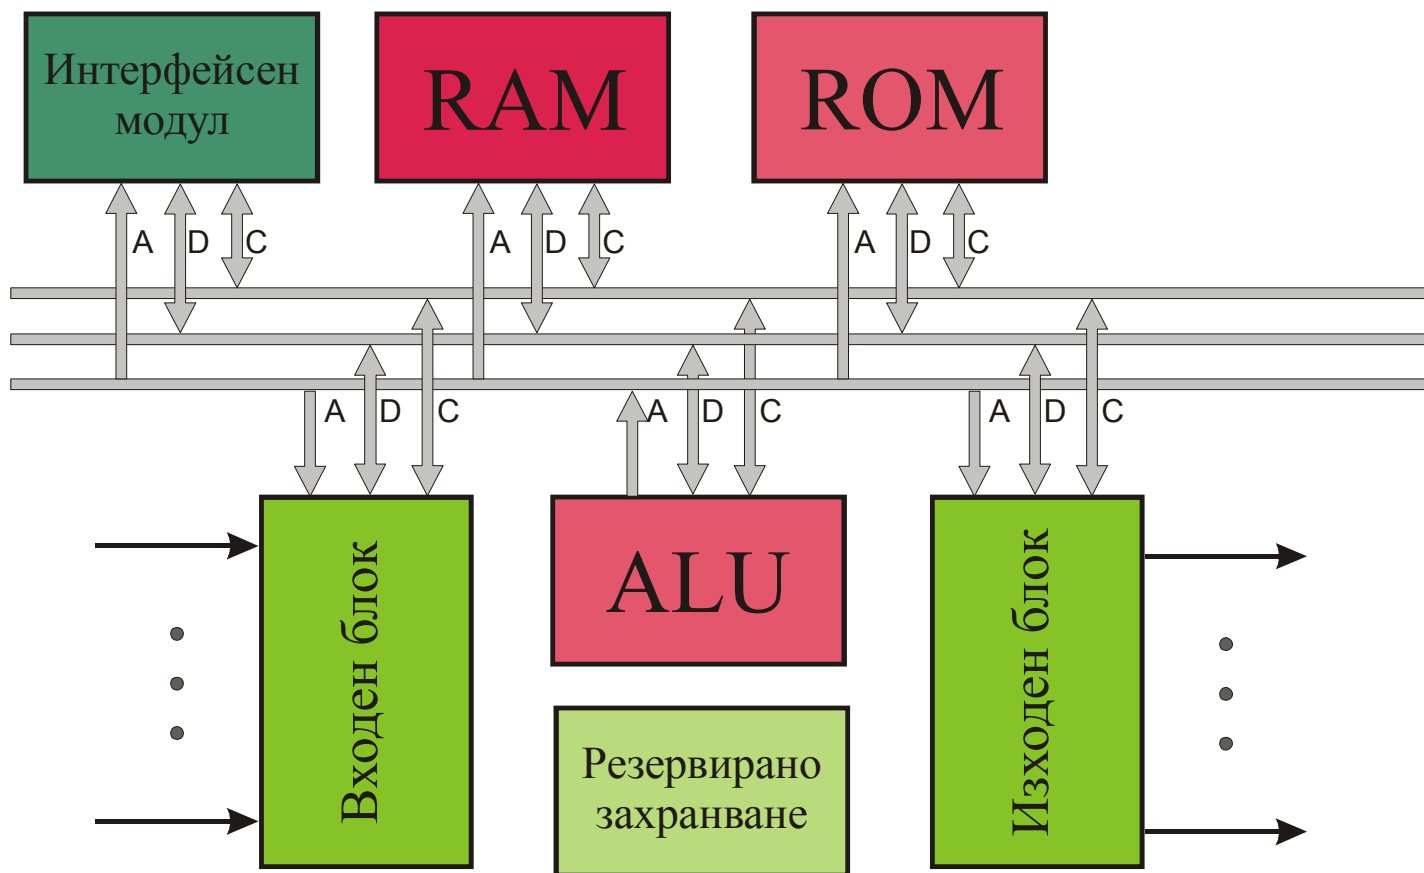 Интерфейсен
модул
RAM
ROM
A D C
A D C
A D C
A D C
A D C
A D C
Входен блок
ALU
Изходен блок
Резервирано
захранване